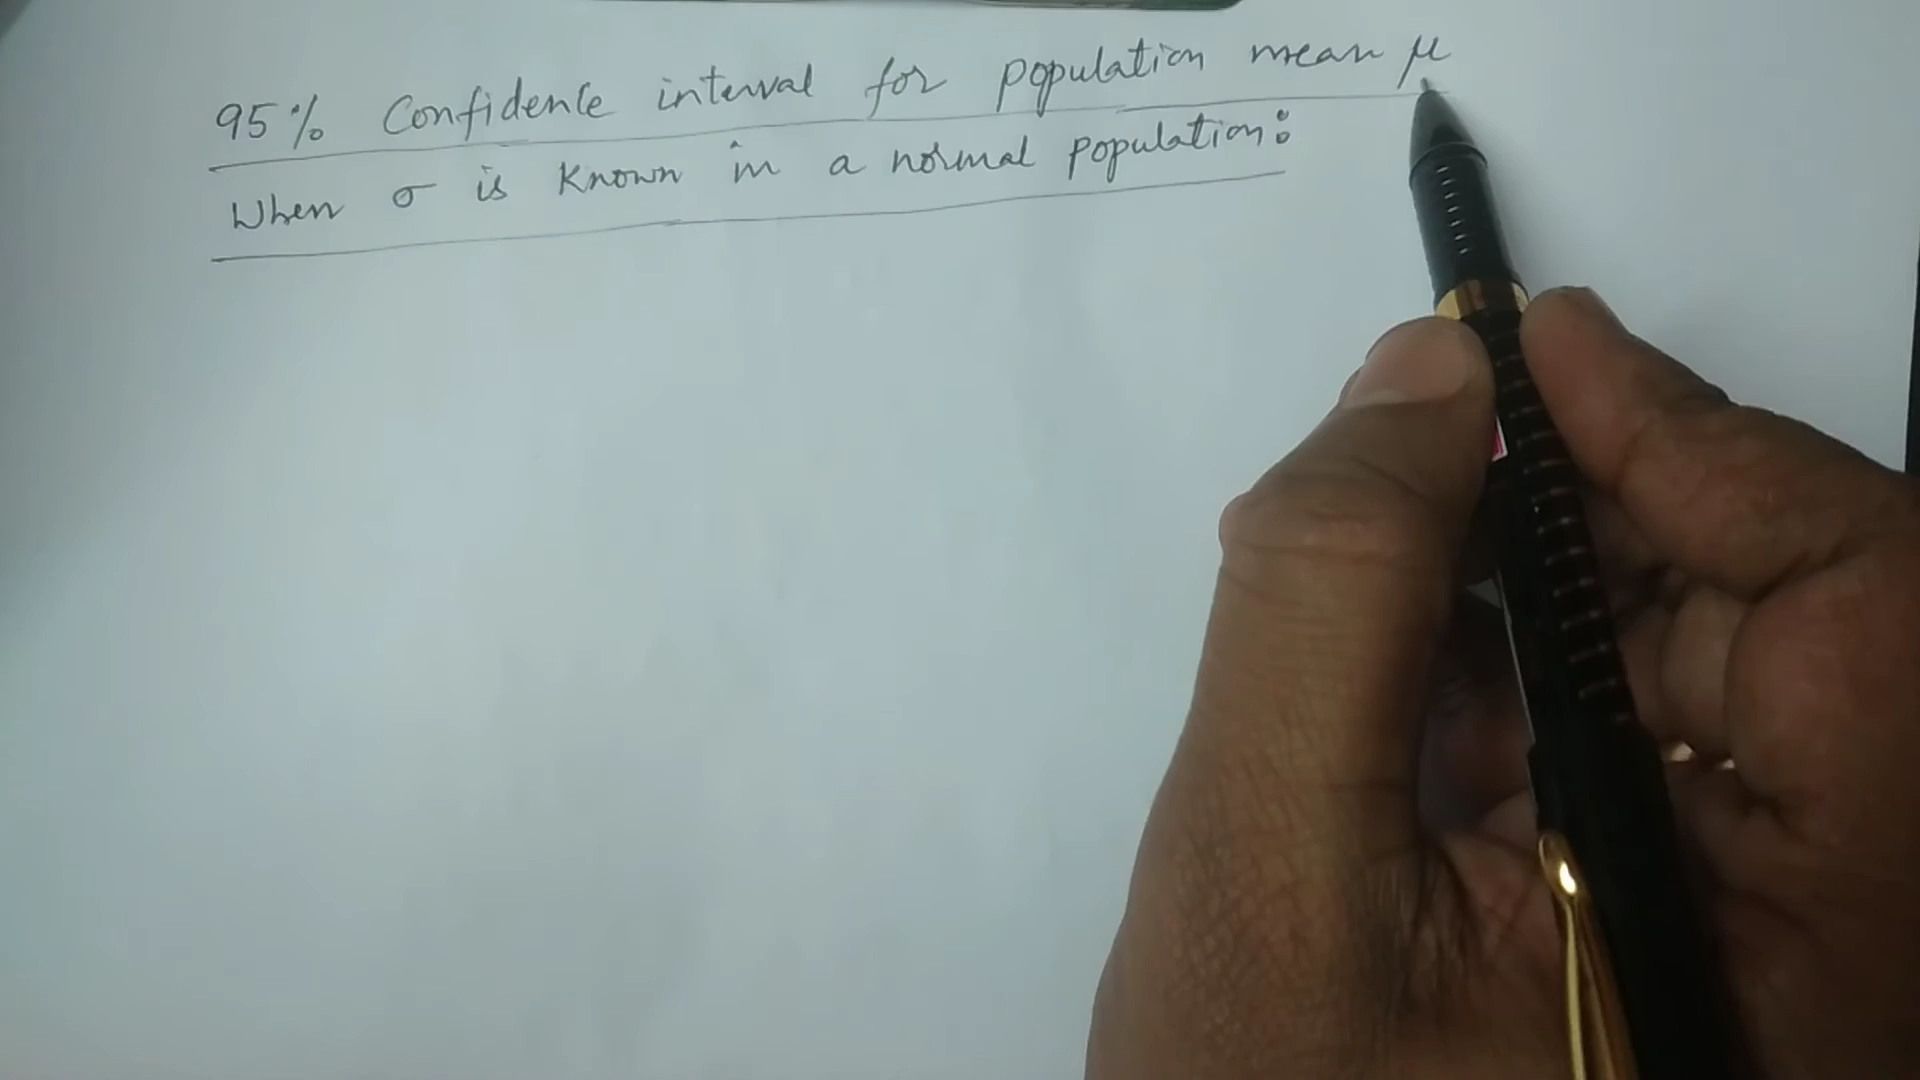 95% Confidence interval for population mean μ
When σ is known in a normal population: